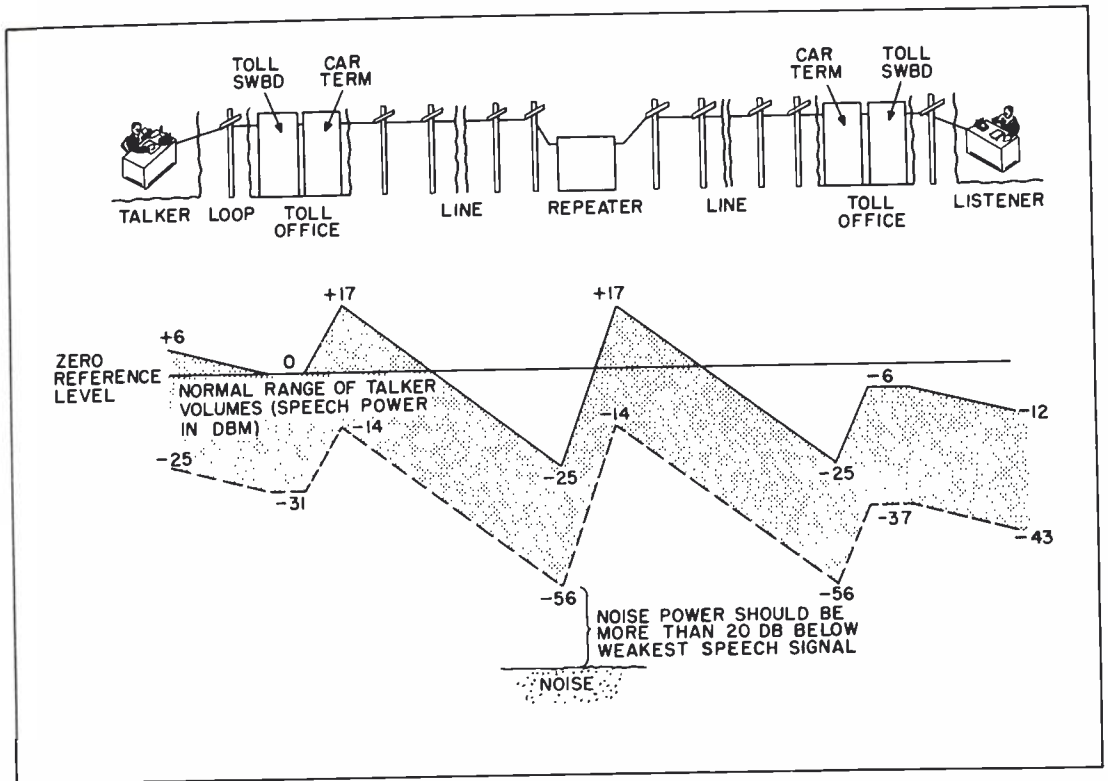 TOLL
SWBD
CAR
TERM
CAR
TERM
TOLL
SWBD
TALKER
LOOP
TOLL
OFFICE
LINE
REPEATER
LINE
TOLL
OFFICE
LISTENER
+6
0
+17
+17
ZERO
REFERENCE
LEVEL
NORMAL RANGE OF TALKER
VOLUMES (SPEECH POWER
IN DBM)
-14
-14
-6
-12
-25
-31
-25
-25
-37
-43
-56
-56
NOISE POWER SHOULD BE
MORE THAN 20 DB BELOW
WEAKEST SPEECH SIGNAL
NOISE